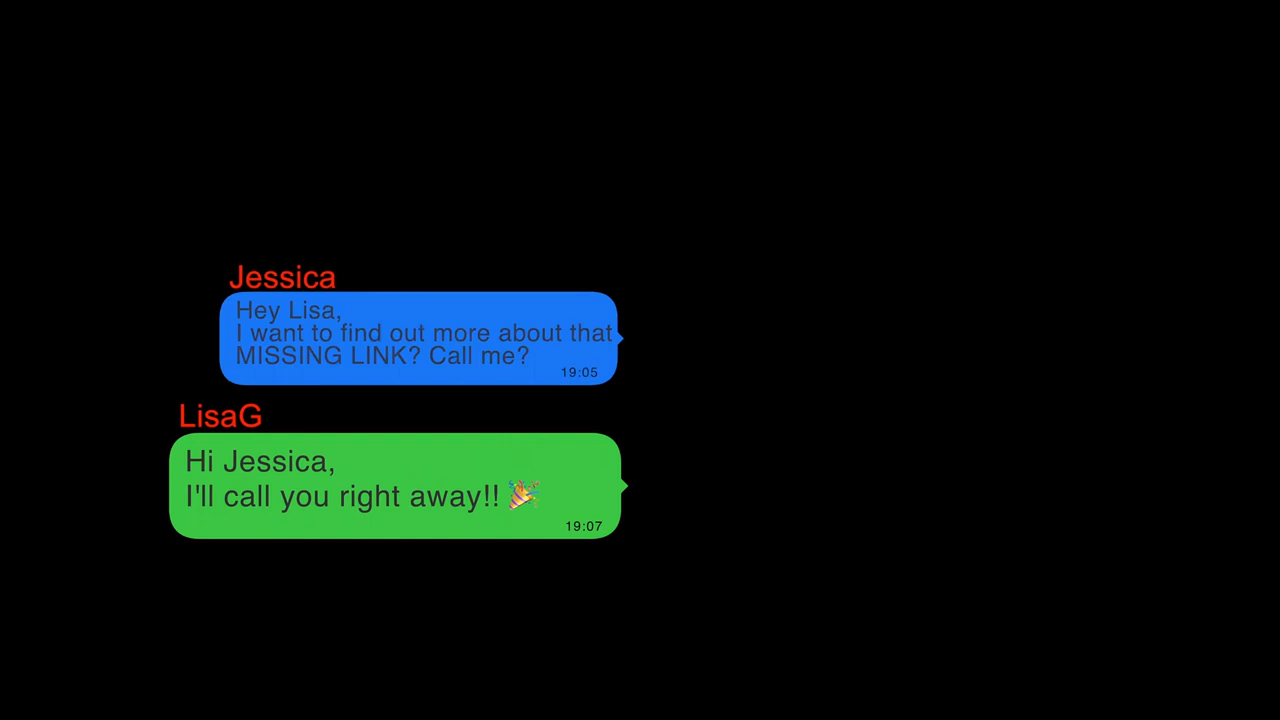 Jessica
Hey Lisa,
I want to find out more about that
MISSING LINK? Call me?
19:05
LisaG
Hi Jessica,
I'll call you right away!! 🎉
19:07